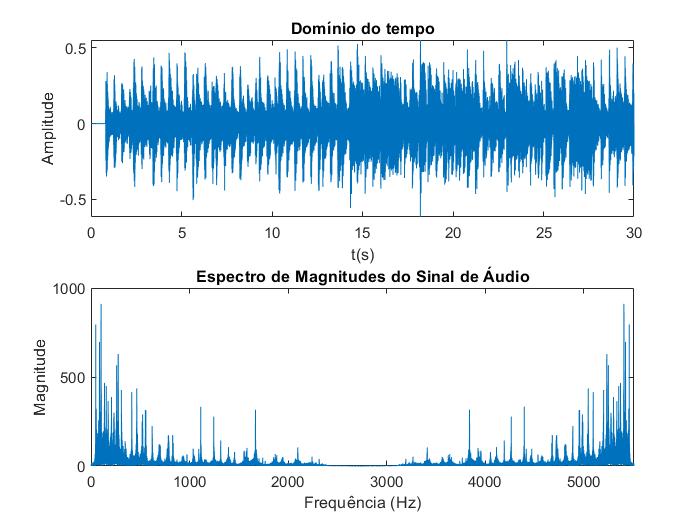 Domínio do tempo
0.5
0
-0.5
Amplitude
0 5 10 15 20 25 30
t(s)
Espectro de Magnitudes do Sinal de Áudio
1000
500
0
Magnitude
0 1000 2000 3000 4000 5000
Frequência (Hz)